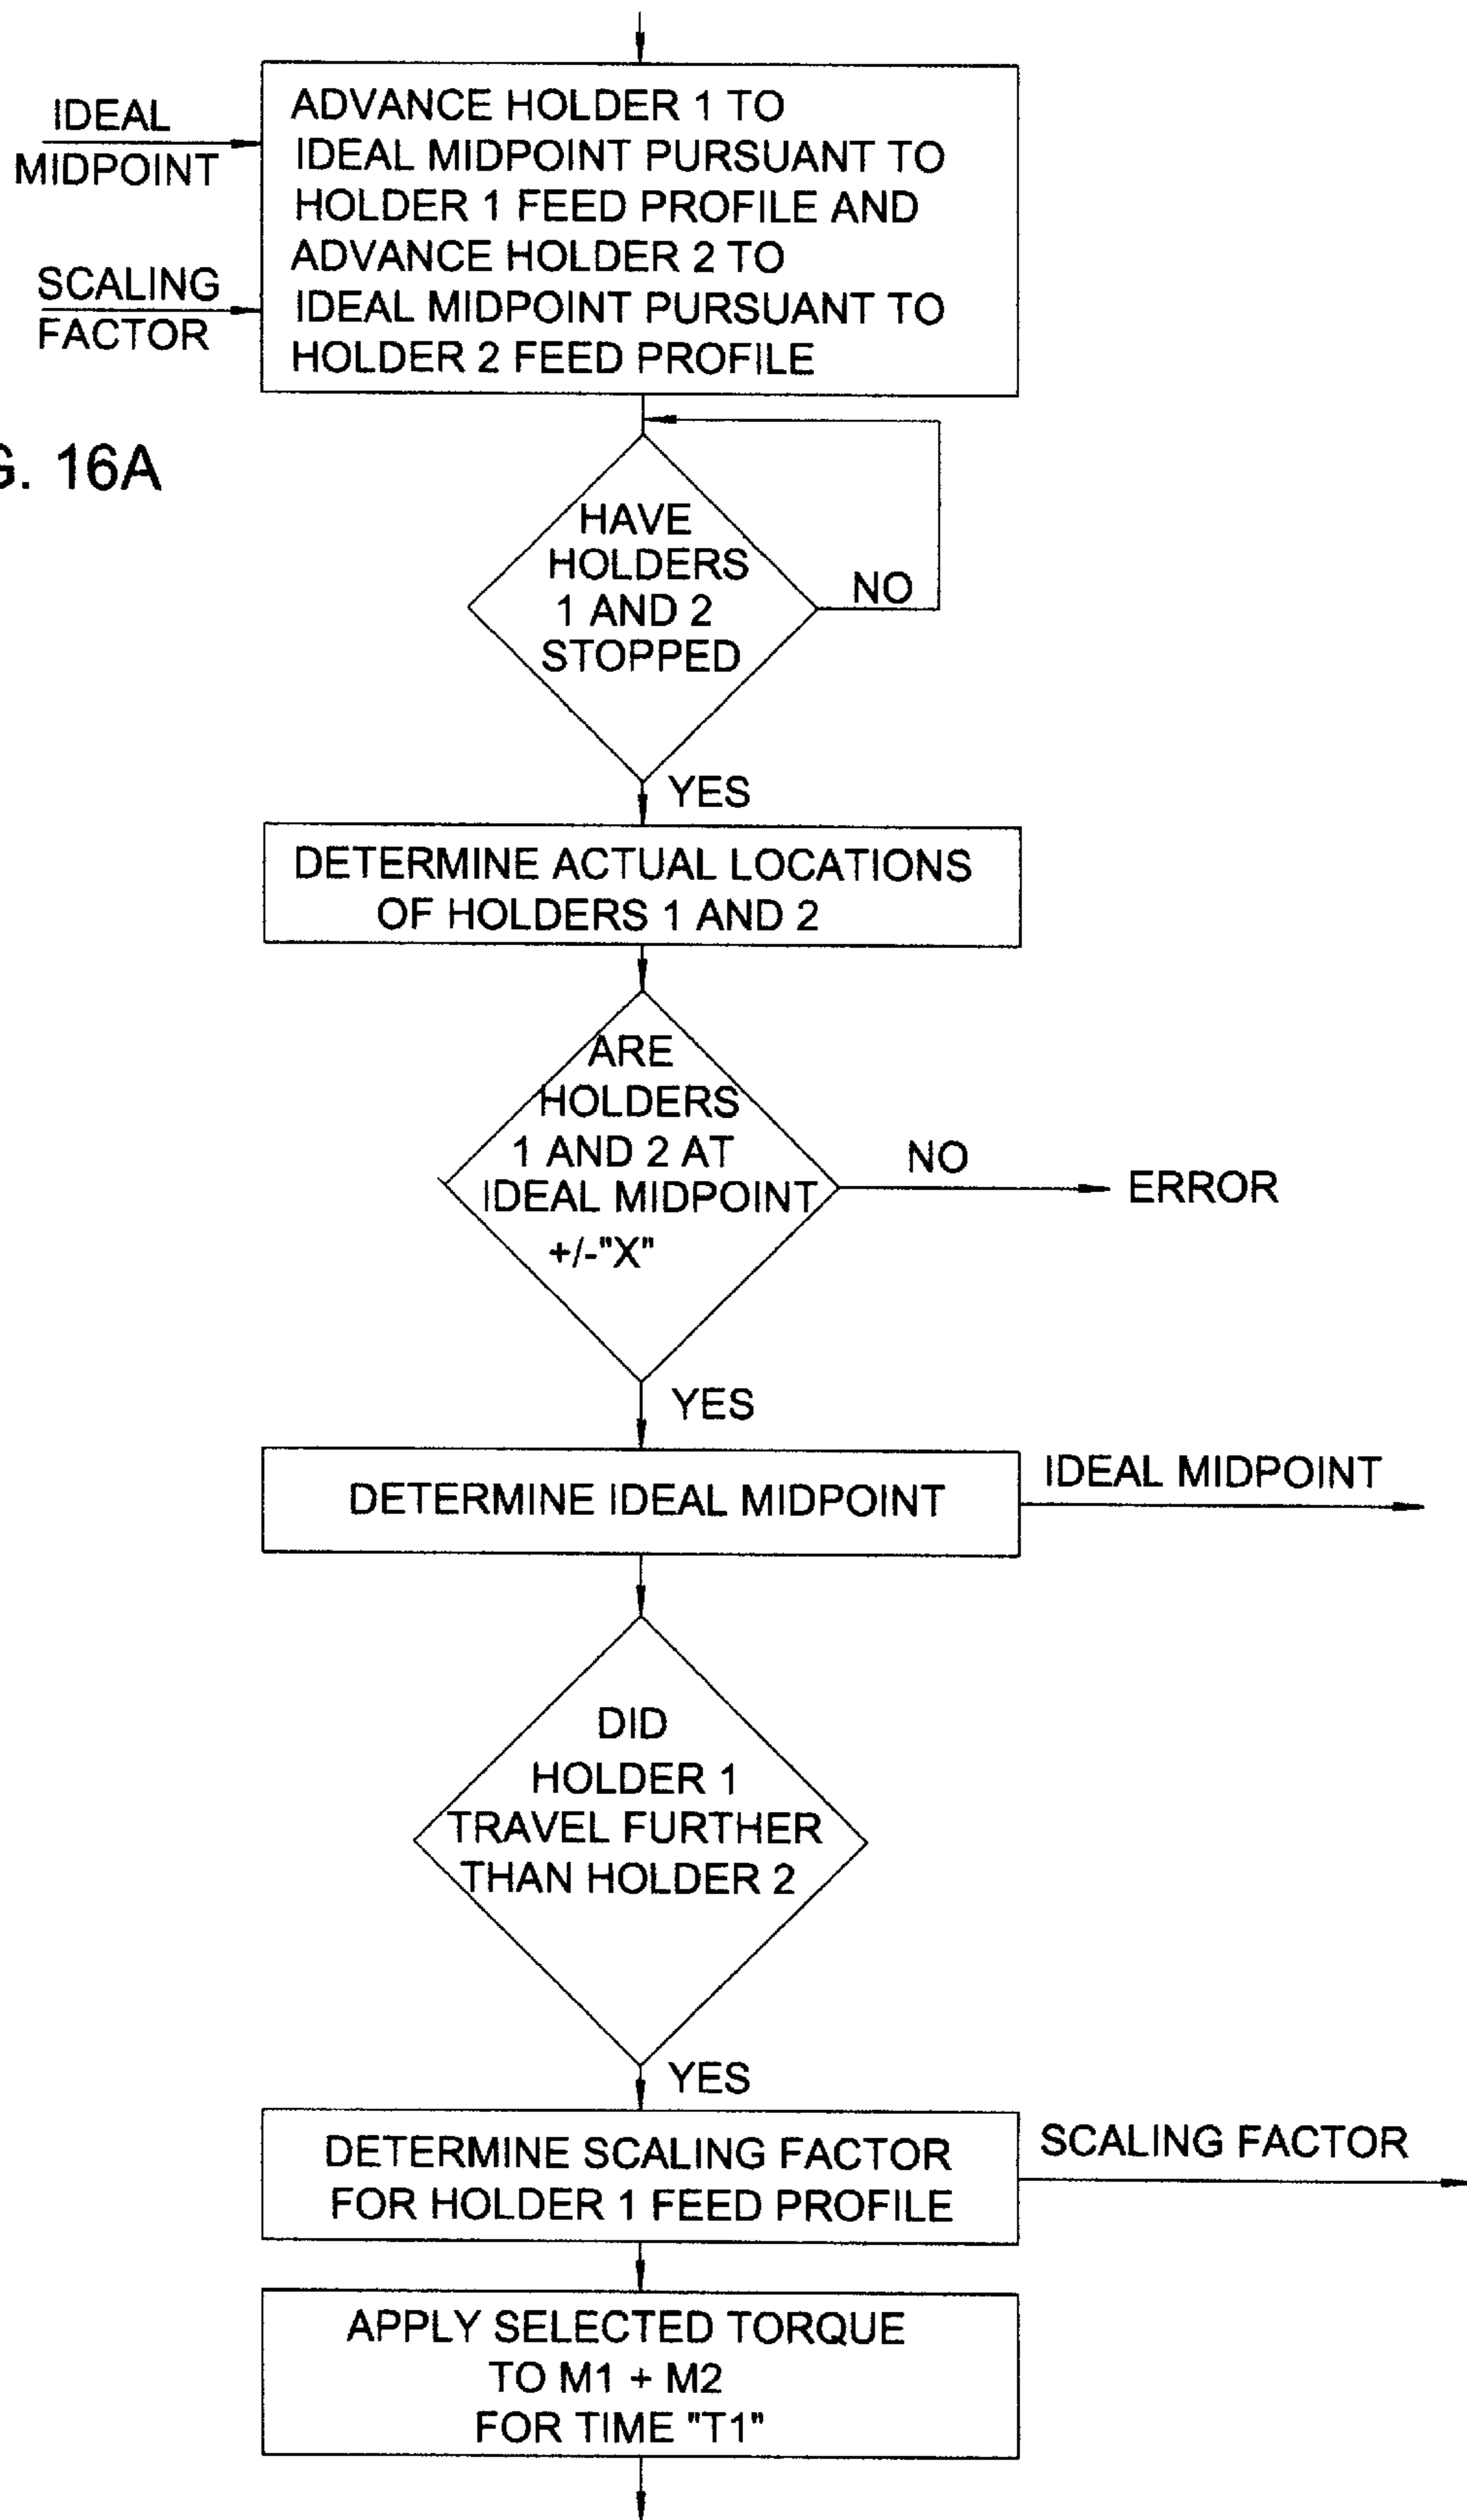 IDEAL
MIDPOINT
SCALING
FACTOR
ADVANCE HOLDER 1 TO
IDEAL MIDPOINT PURSUANT TO
HOLDER 1 FEED PROFILE AND
ADVANCE HOLDER 2 TO
IDEAL MIDPOINT PURSUANT TO
HOLDER 2 FEED PROFILE
G. 16A
HAVE
HOLDERS
1 AND 2
STOPPED
NO
YES
DETERMINE ACTUAL LOCATIONS
OF HOLDERS 1 AND 2
ARE
HOLDERS
1 AND 2 AT
IDEAL MIDPOINT
+/-"X"
NO
ERROR
YES
DETERMINE IDEAL MIDPOINT
IDEAL MIDPOINT
DID
HOLDER 1
TRAVEL FURTHER
THAN HOLDER 2
YES
DETERMINE SCALING FACTOR
FOR HOLDER 1 FEED PROFILE
SCALING FACTOR
APPLY SELECTED TORQUE
TO M1 + M2
FOR TIME "T1"